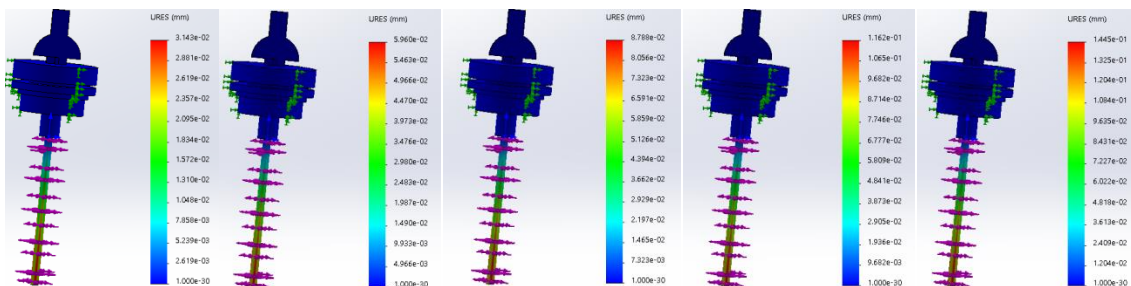 URES (mm)
3.143e-02
2.881e-02
2.619e-02
2.357e-02
2.095e-02
1.834e-02
1.572e-02
1.310e-02
1.048e-02
7.858e-03
5.239e-03
2.619e-03
1.000e-30
URES (mm)
5.960e-02
5.463e-02
4.966e-02
4.470e-02
3.973e-02
3.476e-02
2.980e-02
2.483e-02
1.987e-02
1.490e-02
9.933e-03
4.966e-03
1.000e-30
URES (mm)
8.788e-02
8.056e-02
7.323e-02
6.591e-02
5.859e-02
5.126e-02
4.394e-02
3.662e-02
2.929e-02
2.197e-02
1.465e-02
7.323e-03
1.000e-30
URES (mm)
1.162e-01
1.065e-01
9.682e-02
8.714e-02
7.746e-02
6.777e-02
5.809e-02
4.841e-02
3.873e-02
2.905e-02
1.936e-02
9.682e-03
1.000e-30
URES (mm)
1.445e-01
1.325e-01
1.204e-01
1.084e-01
9.635e-02
8.431e-02
7.227e-02
6.022e-02
4.818e-02
3.613e-02
2.409e-02
1.204e-02
1.000e-30